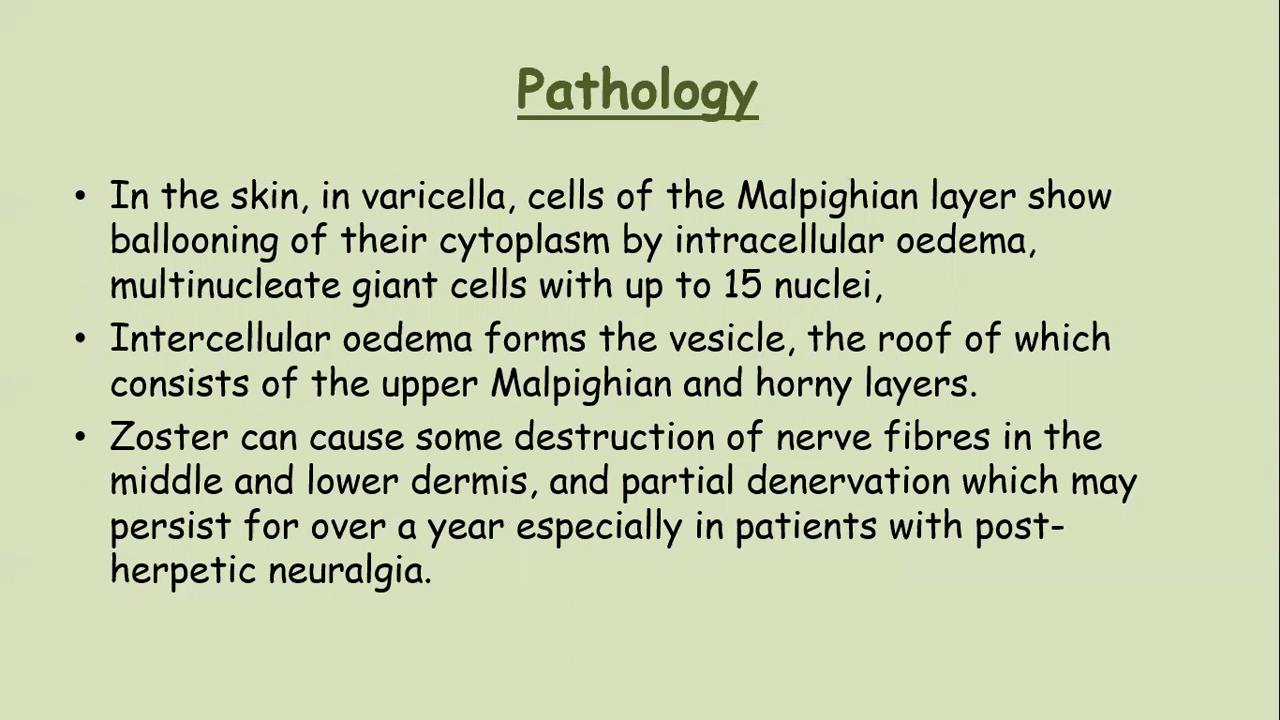 Pathology
• In the skin, in varicella, cells of the Malpighian layer show
ballooning of their cytoplasm by intracellular oedema,
multinucleate giant cells with up to 15 nuclei,
• Intercellular oedema forms the vesicle, the roof of which
consists of the upper Malpighian and horny layers.
• Zoster can cause some destruction of nerve fibres in the
middle and lower dermis, and partial denervation which may
persist for over a year especially in patients with post-
herpetic neuralgia.